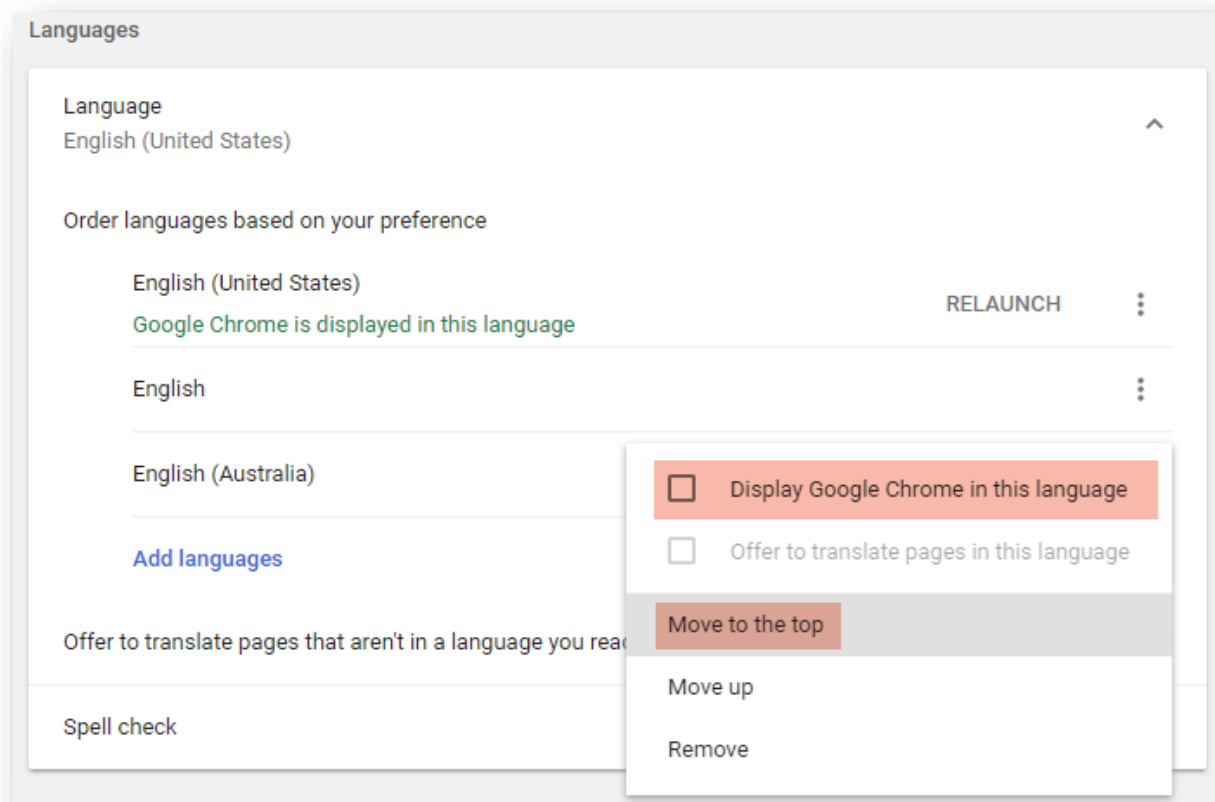 Languages
Language
English (United States)
Order languages based on your preference
English (United States)
RELAUNCH
Google Chrome is displayed in this language
English
English (Australia)
Display Google Chrome in this language
Offer to translate pages in this language
Move to the top
Move up
Remove
Add languages
Offer to translate pages that aren't in a language you
Spell check